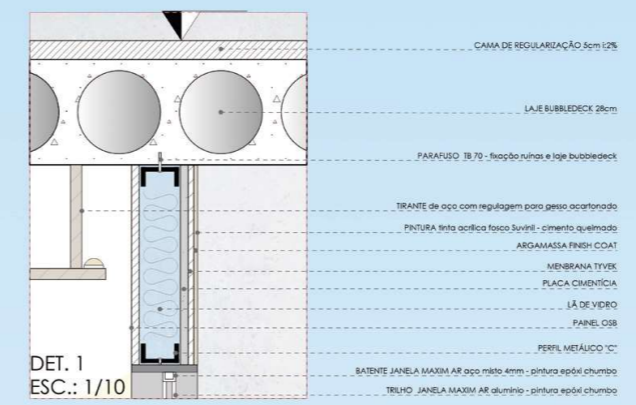 CAMA DE REGULARIZAÇÃO 5cm i:2%
LAJE BUBBLEDECK 28cm
PARAFUSO TB 70 - fixação ruínas e laje bubbledeck
TIRANTE de aço com regulagem para gesso acartonado
PINTURA tinta acrílica fosco Suvinil - cimento queimado
ARGAMASSA FINISH COAT
MENBRANA TYVEK
PLACA CIMENTÍCIA
LÃ DE VIDRO
PAINEL OSB
PERFIL METÁLICO "C"
BATENTE JANELA MAXIM AR aço misto 4mm - pintura epóxi chumbo
TRILHO JANELA MAXIM AR alumínio - pintura epóxi chumbo
DET. 1
ESC.: 1/10